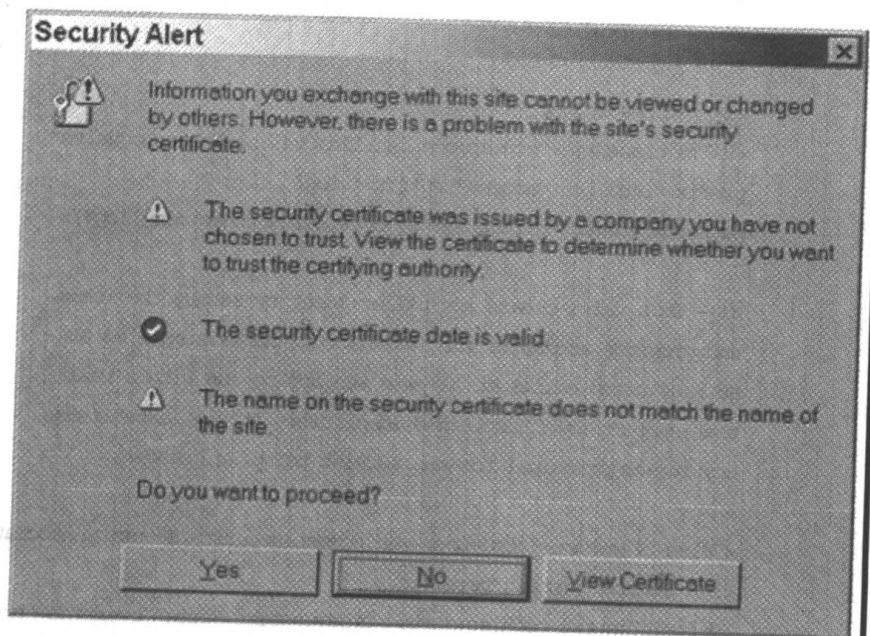 Security Alert
Information you exchange with this site cannot be viewed or changed
by others. However, there is a problem with the site's security
certificate.
The security certificate was issued by a company you have not
chosen to trust. View the certificate to determine whether you want
to trust the certifying authority.
The security certificate date is valid.
The name on the security certificate does not match the name of
the site.
Do you want to proceed?
Yes
No
View Certificate